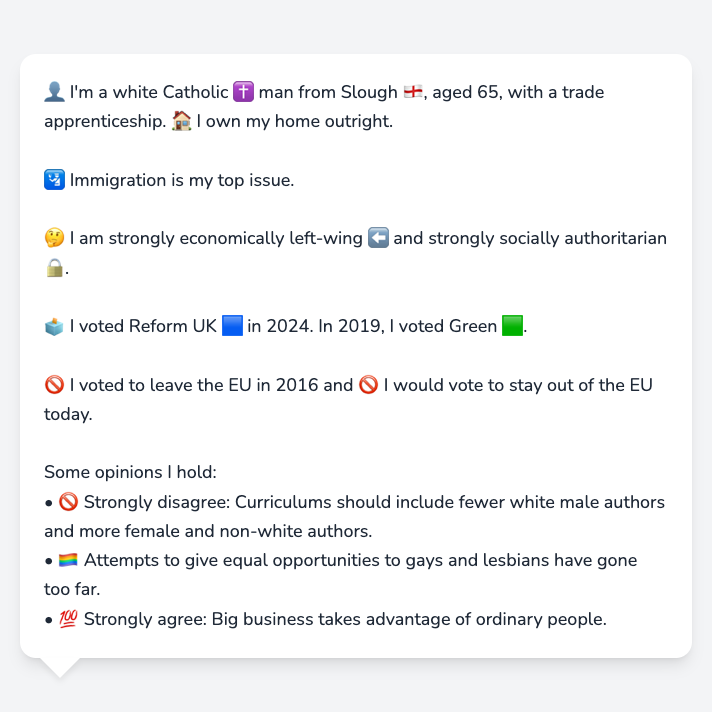 👤 I'm a white Catholic ✝️ man from Slough 🏴󠁧󠁢󠁥󠁮󠁧󠁿, aged 65, with a trade
apprenticeship. 🏠 I own my home outright.
🛂 Immigration is my top issue.
🤔 I am strongly economically left-wing ⬅️ and strongly socially authoritarian
🔒.
🗳️ I voted Reform UK 🟦 in 2024. In 2019, I voted Green 🟩.
🚫 I voted to leave the EU in 2016 and 🚫 I would vote to stay out of the EU
today.
Some opinions I hold:
• 🚫 Strongly disagree: Curriculums should include fewer white male authors
and more female and non-white authors.
• 🏳️‍🌈 Attempts to give equal opportunities to gays and lesbians have gone
too far.
• 💯 Strongly agree: Big business takes advantage of ordinary people.